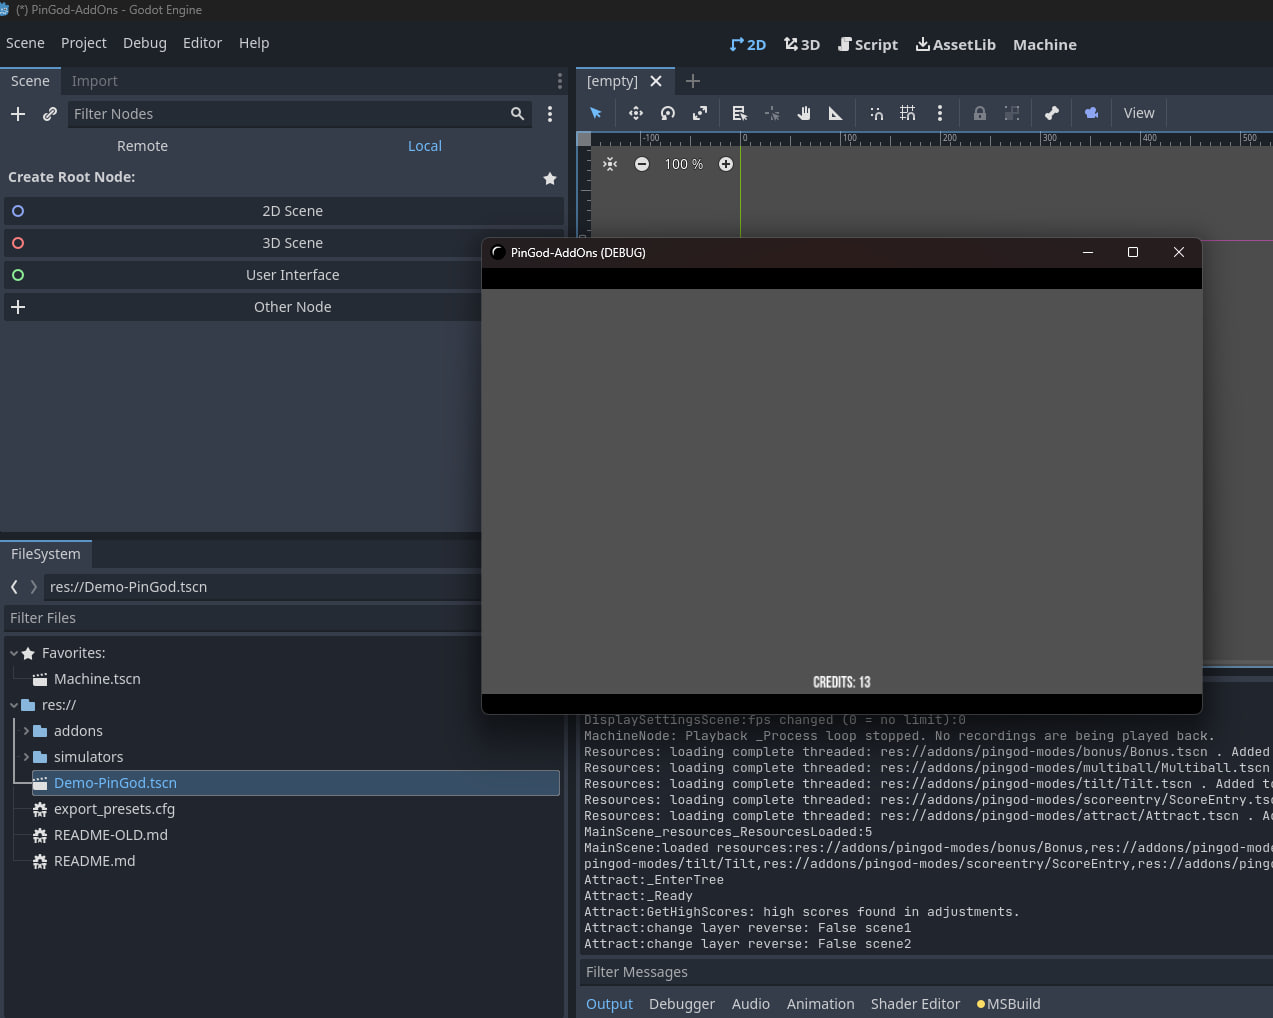 (*) PinGod-AddOns - Godot Engine
Scene Project Debug Editor Help
2D 3D Script AssetLib Machine
Scene Import
Filter Nodes
Remote Local
Create Root Node:
2D Scene
3D Scene
User Interface
Other Node
[empty]
View
-100 0 100 200 300 400 500
100 %
PinGod-AddOns (DEBUG)
CREDITS: 13
FileSystem
res://Demo-PinGod.tscn
Filter Files
Favorites:
Machine.tscn
res://
addons
simulators
Demo-PinGod.tscn
export_presets.cfg
README-OLD.md
README.md
DisplaySettingsScene:fps changed (0 = no limit):0
MachineNode: Playback _Process loop stopped. No recordings are being played back.
Resources: loading complete threaded: res://addons/pingod-modes/bonus/Bonus.tscn . Added
Resources: loading complete threaded: res://addons/pingod-modes/multiball/Multiball.tscn
Resources: loading complete threaded: res://addons/pingod-modes/tilt/Tilt.tscn . Added to
Resources: loading complete threaded: res://addons/pingod-modes/scoreentry/ScoreEntry.tsc
Resources: loading complete threaded: res://addons/pingod-modes/attract/Attract.tscn . Ad
MainScene_resources_ResourcesLoaded:5
MainScene:loaded resources:res://addons/pingod-modes/bonus/Bonus,res://addons/pingod-mode
pingod-modes/tilt/Tilt,res://addons/pingod-modes/scoreentry/ScoreEntry,res://addons/ping
Attract:_EnterTree
Attract:_Ready
Attract:GetHighScores: high scores found in adjustments.
Attract:change layer reverse: False scene1
Attract:change layer reverse: False scene2
Filter Messages
Output Debugger Audio Animation Shader Editor MSBuild